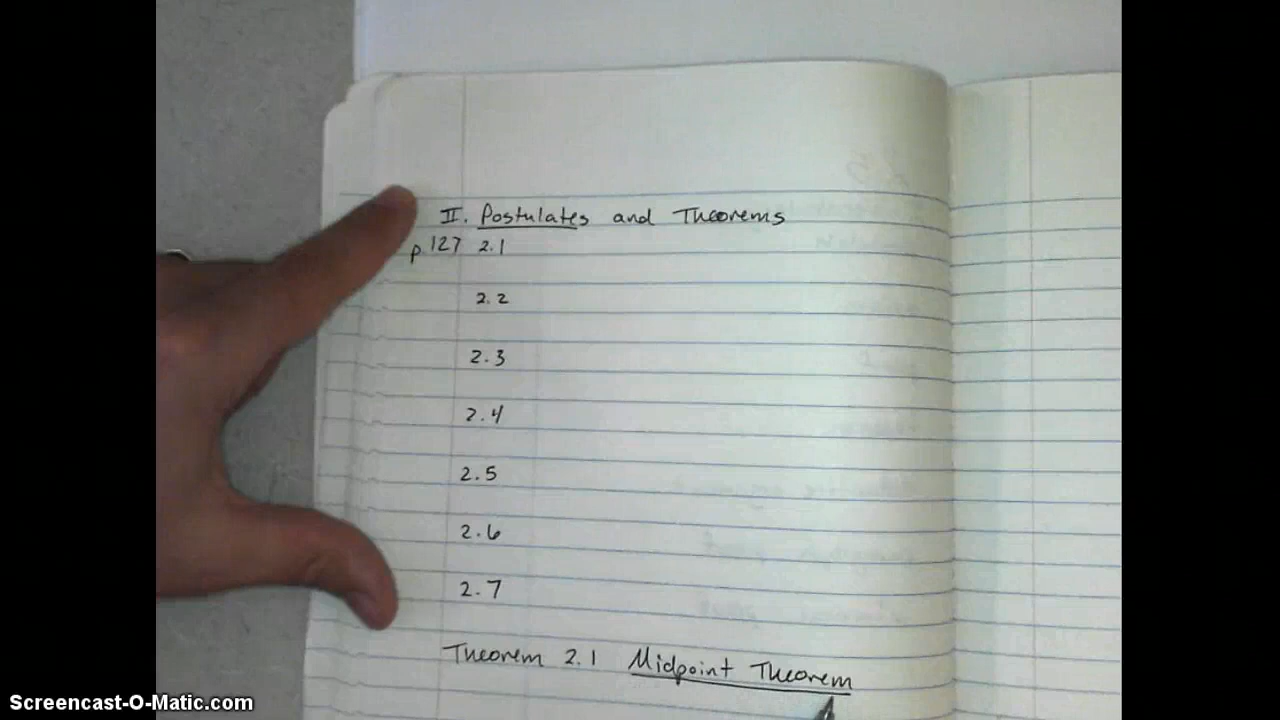 II. Postulates and Theorems
p.127 2.1
2.2
2.3
2.4
2.5
2.6
2.7
Theorem 2.1 Midpoint Theorem
Screencast-O-Matic.com